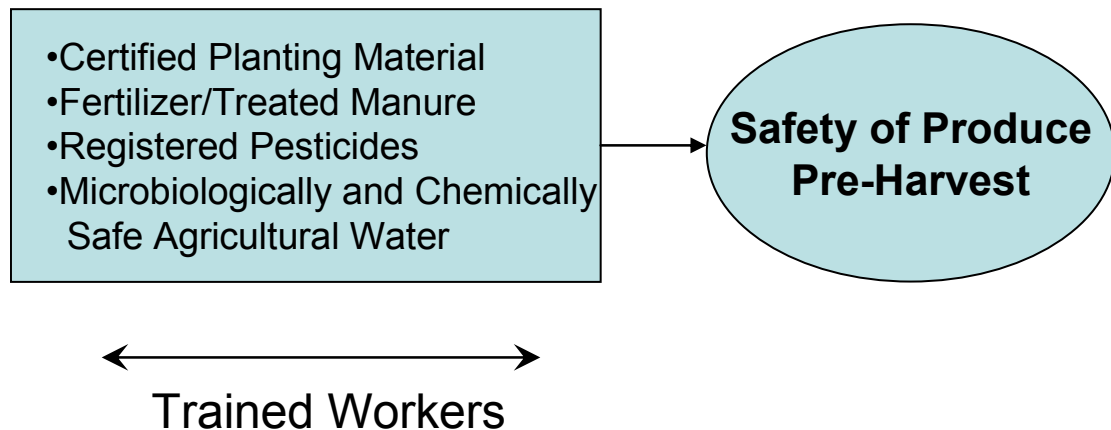 •Certified Planting Material
•Fertilizer/Treated Manure
•Registered Pesticides
•Microbiologically and Chemically
Safe Agricultural Water
Safety of Produce
Pre-Harvest
Trained Workers